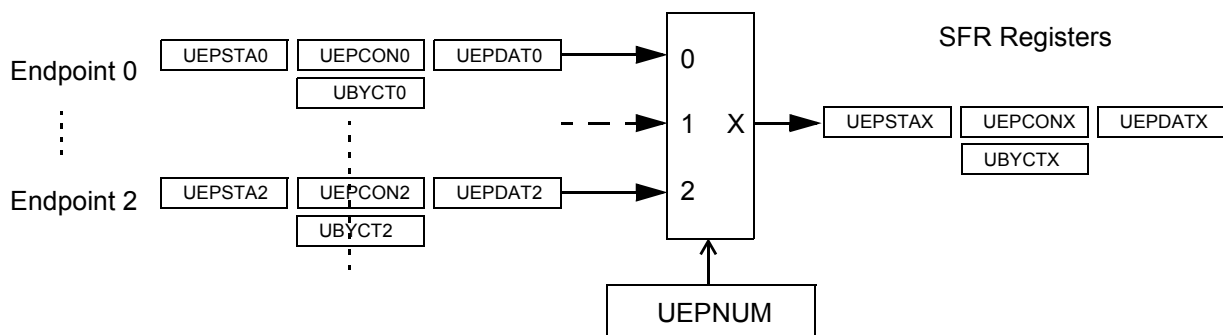 SFR Registers
Endpoint 0 UEPSTA0 UEPCON0 UEPDAT0 0
UBYCT0
1 X UEPSTAX UEPCONX UEPDATX
UBYCTX
Endpoint 2 UEPSTA2 UEPCON2 UEPDAT2 2
UBYCT2
UEPNUM